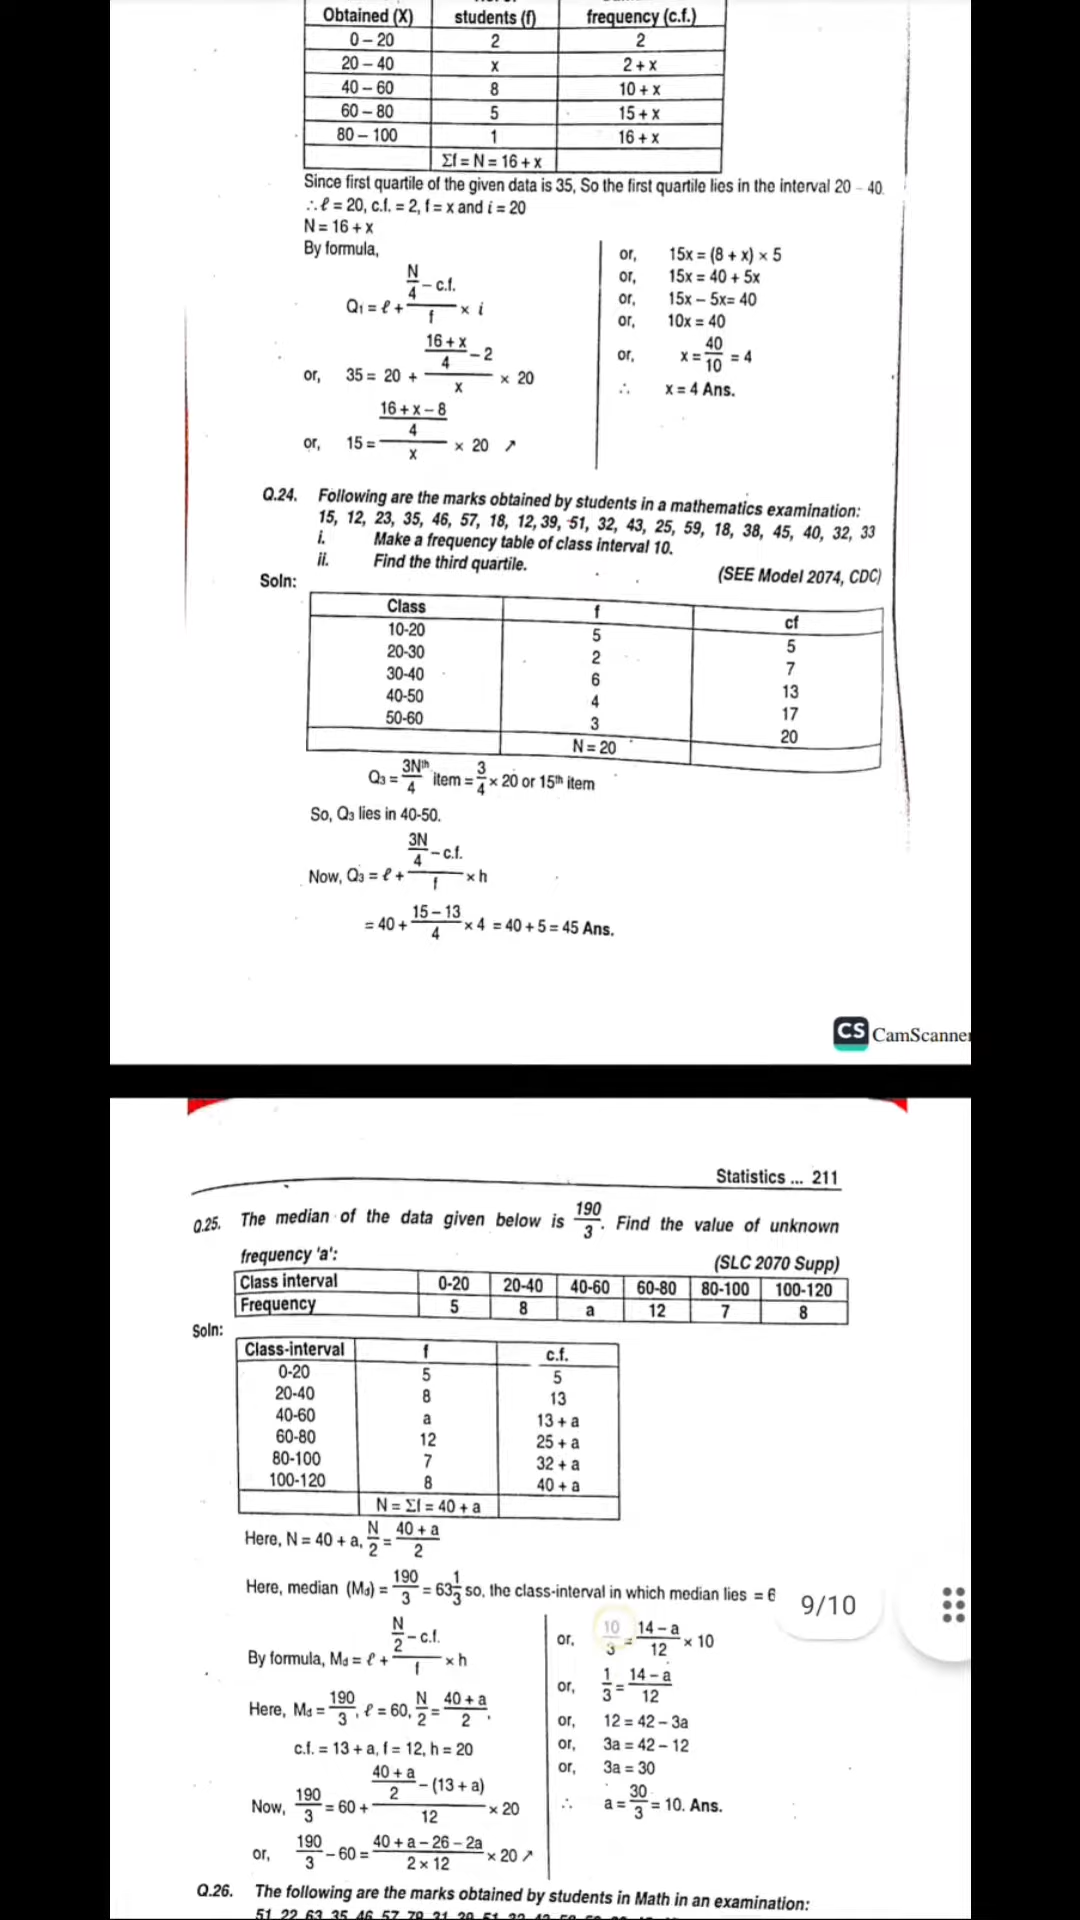 Obtained (X) students (f) frequency (c.f.)
0 – 20 2 2
20 – 40 x 2 + x
40 – 60 8 10 + x
60 – 80 5 15 + x
80 – 100 1 16 + x
Σf = N = 16 + x
Since first quartile of the given data is 35, So the first quartile lies in the interval 20 – 40.
∴ ℓ = 20, c.f. = 2, f = x and i = 20
N = 16 + x
By formula,
Q₁ = ℓ + (N/4 – c.f.)/f × i
or, 35 = 20 + ((16 + x)/4 – 2)/x × 20
or, 15 = ((16 + x – 8)/4)/x × 20 ↗
or, 15x = (8 + x) × 5
or, 15x = 40 + 5x
or, 15x – 5x= 40
or, 10x = 40
or, x = 40/10 = 4
∴ x = 4 Ans.
Q.24. Following are the marks obtained by students in a mathematics examination:
15, 12, 23, 35, 46, 57, 18, 12, 39, 51, 32, 43, 25, 59, 18, 38, 45, 40, 32, 33
i. Make a frequency table of class interval 10.
ii. Find the third quartile.
(SEE Model 2074, CDC)
Soln:
Class f cf
10-20 5 5
20-30 2 7
30-40 6 13
40-50 4 17
50-60 3 20
N = 20
Q₃ = 3Nᵗʰ/4 item = 3/4 × 20 or 15ᵗʰ item
So, Q₃ lies in 40-50.
Now, Q₃ = ℓ + (3N/4 – c.f.)/f × h
= 40 + (15 – 13)/4 × 4 = 40 + 5 = 45 Ans.
CS CamScanner
Statistics ... 211
Q.25. The median of the data given below is 190/3. Find the value of unknown
frequency 'a':
(SLC 2070 Supp)
Class interval 0-20 20-40 40-60 60-80 80-100 100-120
Frequency 5 8 a 12 7 8
Soln:
Class-interval f c.f.
0-20 5 5
20-40 8 13
40-60 a 13 + a
60-80 12 25 + a
80-100 7 32 + a
100-120 8 40 + a
N = Σf = 40 + a
Here, N = 40 + a, N/2 = (40 + a)/2
Here, median (Md) = 190/3 = 63 1/3 so, the class-interval in which median lies = 6
9/10
By formula, Md = ℓ + (N/2 – c.f.)/f × h
Here, Md = 190/3, ℓ = 60, N/2 = (40 + a)/2,
c.f. = 13 + a, f = 12, h = 20
Now, 190/3 = 60 + ((40 + a)/2 – (13 + a))/12 × 20
or, 190/3 – 60 = (40 + a – 26 – 2a)/(2 × 12) × 20 ↗
or, 10/3 = (14 – a)/12 × 10
or, 1/3 = (14 – a)/12
or, 12 = 42 – 3a
or, 3a = 42 – 12
or, 3a = 30
∴ a = 30/3 = 10. Ans.
Q.26. The following are the marks obtained by students in Math in an examination: